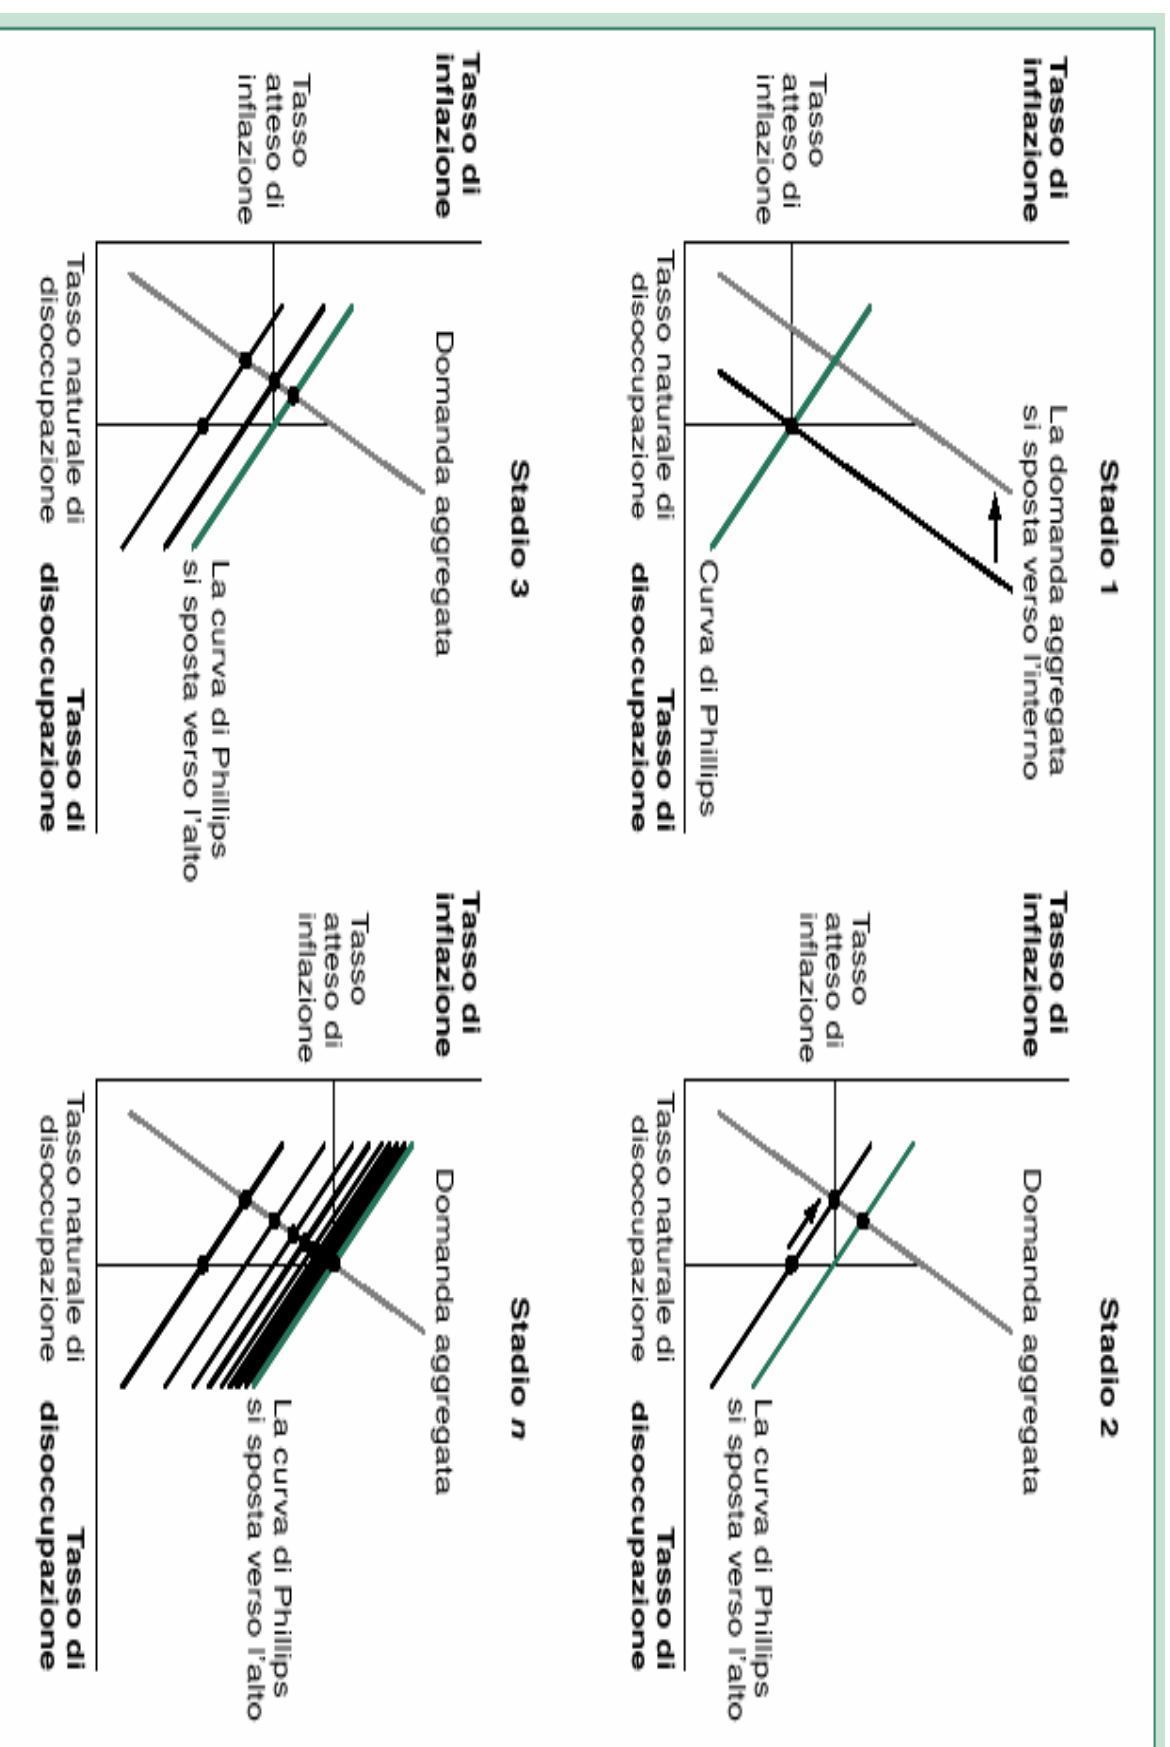 Stadio 1
Tasso di
inflazione
La domanda aggregata
si sposta verso l'interno
Tasso
atteso di
inflazione
Curva di Phillips
Tasso naturale di
disoccupazione
Tasso di
disoccupazione
Stadio 2
Tasso di
inflazione
Domanda aggregata
Tasso
atteso di
inflazione
La curva di Phillips
si sposta verso l'alto
Tasso naturale di
disoccupazione
Tasso di
disoccupazione
Stadio 3
Tasso di
inflazione
Domanda aggregata
Tasso
atteso di
inflazione
La curva di Phillips
si sposta verso l'alto
Tasso naturale di
disoccupazione
Tasso di
disoccupazione
Stadio n
Tasso di
inflazione
Domanda aggregata
Tasso
atteso di
inflazione
La curva di Phillips
si sposta verso l'alto
Tasso naturale di
disoccupazione
Tasso di
disoccupazione